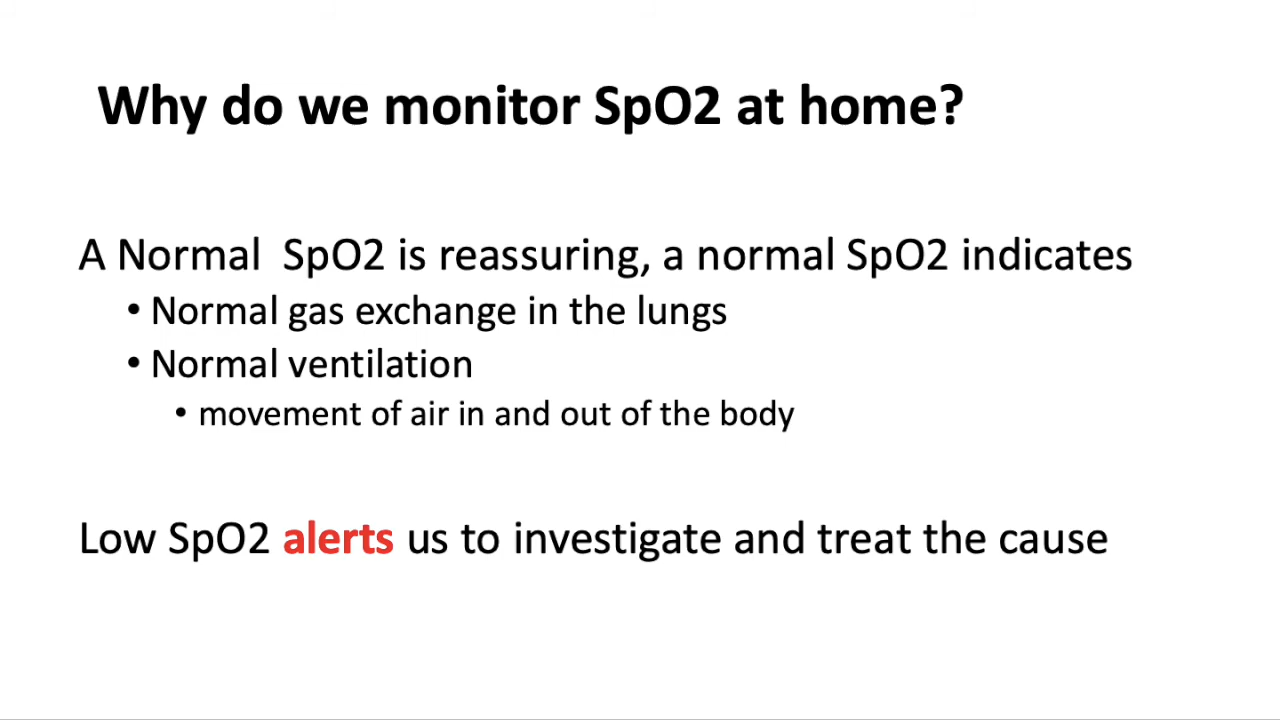 Why do we monitor SpO2 at home?
A Normal  SpO2 is reassuring, a normal SpO2 indicates
• Normal gas exchange in the lungs
• Normal ventilation
• movement of air in and out of the body
Low SpO2 alerts us to investigate and treat the cause